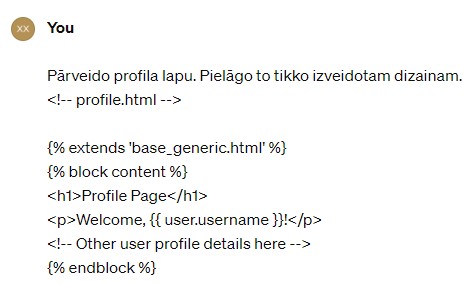 XX
You
Pārveido profila lapu. Pielāgo to tikko izveidotam dizainam.
<!-- profile.html -->
{% extends 'base_generic.html' %}
{% block content %}
<h1>Profile Page</h1>
<p>Welcome, {{ user.username }}!</p>
<!-- Other user profile details here -->
{% endblock %}